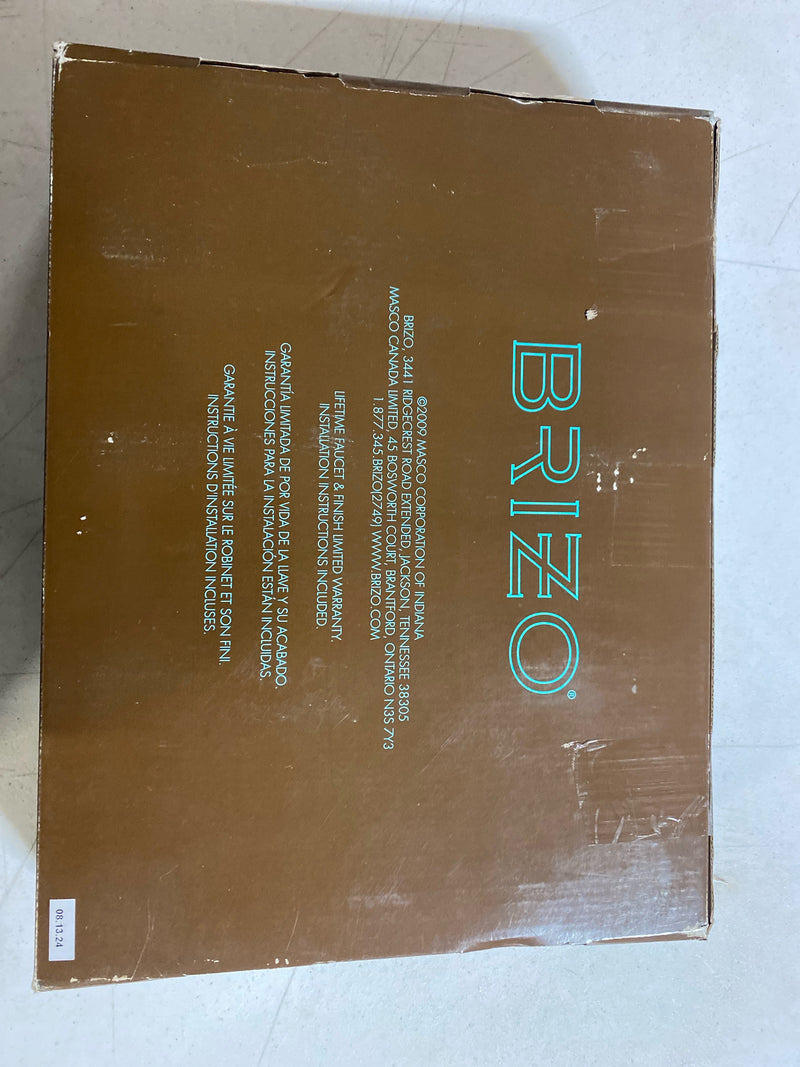 BRIZO®
©2009 MASCO CORPORATION OF INDIANA
BRIZO, 3441 RIDGECREST ROAD EXTENDED, JACKSON, TENNESSEE 38305
MASCO CANADA LIMITED, 45 BOSWORTH COURT, BRANTFORD, ONTARIO N3S 7Y3
1.877.345.BRIZO(2749) WWW.BRIZO.COM
LIFETIME FAUCET & FINISH LIMITED WARRANTY.
INSTALLATION INSTRUCTIONS INCLUDED.
GARANTÍA LIMITADA DE POR VIDA DE LA LLAVE Y SU ACABADO.
INSTRUCCIONES PARA LA INSTALACIÓN ESTÁN INCLUIDAS.
GARANTIE À VIE LIMITÉE SUR LE ROBINET ET SON FINI.
INSTRUCTIONS D'INSTALLATION INCLUSES.
08.13.24